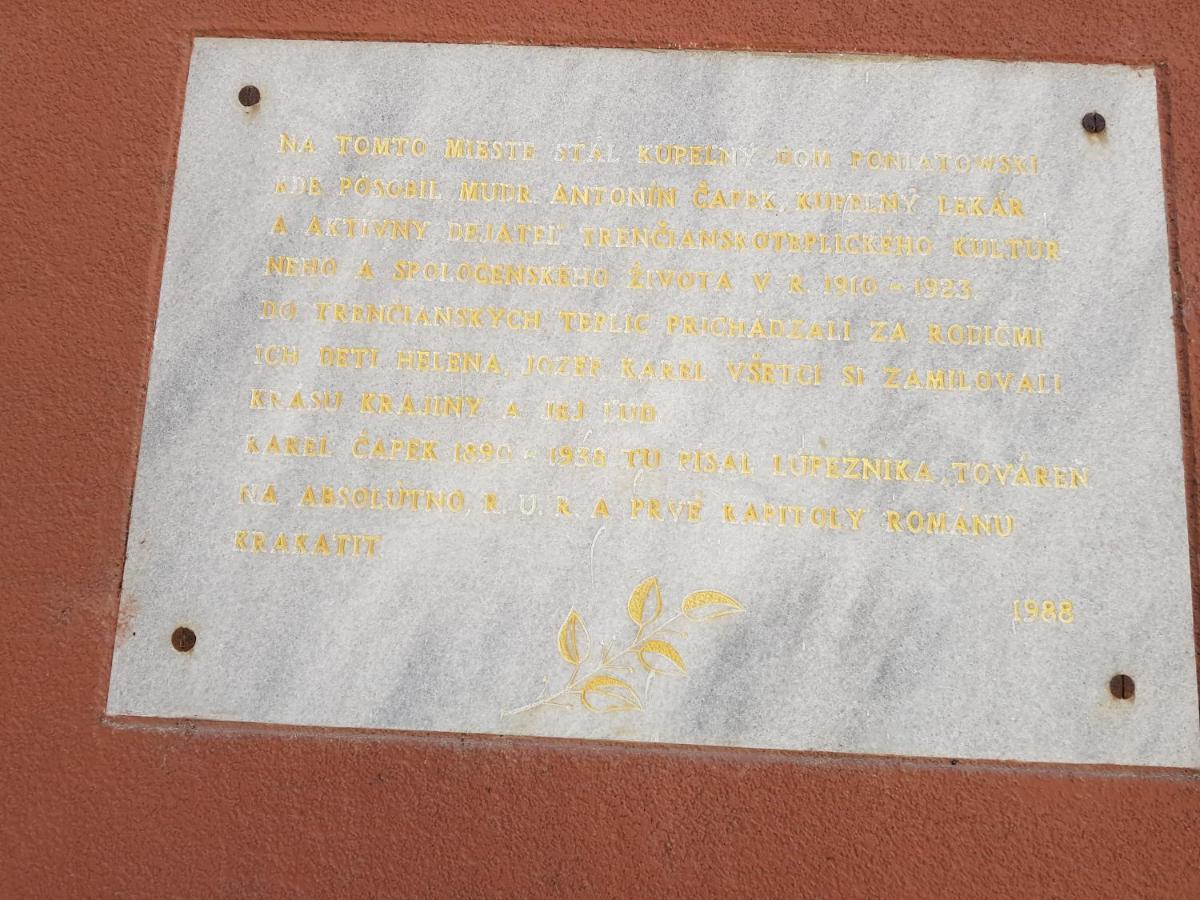 NA TOMTO MIESTE STÁL KÚPEĽNÝ DOM PONIATOWSKI
KDE PÔSOBIL MUDR. ANTONÍN ČAPEK, KÚPEĽNÝ LEKÁR
A AKTÍVNY DEJATEĽ TRENČIANSKOTEPLICKÉHO KULTÚR-
NEHO A SPOLOČENSKÉHO ŽIVOTA V R. 1910 - 1923
DO TRENČIANSKYCH TEPLÍC PRICHÁDZALI ZA RODIČMI
ICH DETI HELENA, JOZEF KAREL. VŠETCI SI ZAMILOVALI
KRÁSU KRAJINY A JEJ ĽUD
KAREL ČAPEK 1890 - 1938 TU PÍSAL LÚPEŽNÍKA, TOVÁREŇ
NA ABSOLÚTNO, R. U. R. A PRVÉ KAPITOLY ROMÁNU
KRAKATIT
1988